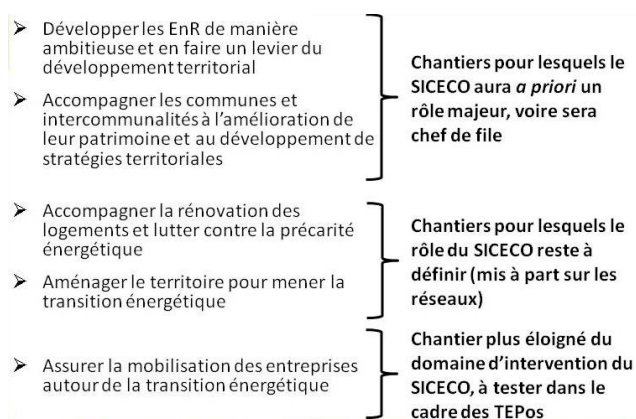 ➢ Développer les EnR de manière
ambitieuse et en faire un levier du
développement territorial
➢ Accompagner les communes et
intercommunalités à l'amélioration de
leur patrimoine et au développement de
stratégies territoriales
Chantiers pour lesquels le
SICECO aura a priori un
rôle majeur, voire sera
chef de file
➢ Accompagner la rénovation des
logements et lutter contre la précarité
énergétique
➢ Aménager le territoire pour mener la
transition énergétique
Chantiers pour lesquels le
rôle du SICECO reste à
définir (mis à part sur les
réseaux)
➢ Assurer la mobilisation des entreprises
autour de la transition énergétique
Chantier plus éloigné du
domaine d'intervention du
SICECO, à tester dans le
cadre des TEPos